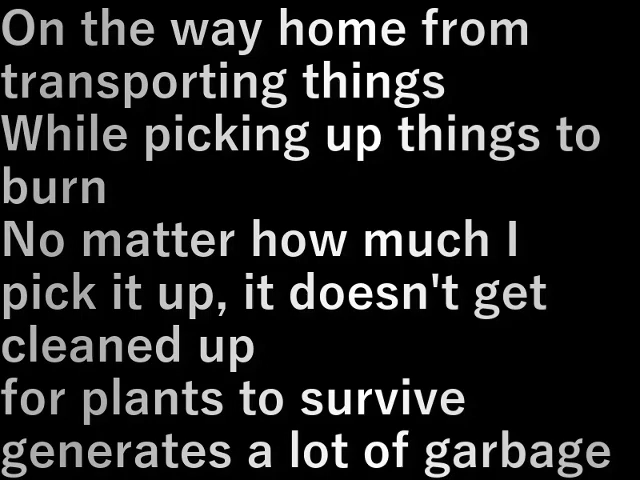 On the way home from
transporting things
While picking up things to
burn
No matter how much I
pick it up, it doesn't get
cleaned up
for plants to survive
generates a lot of garbage